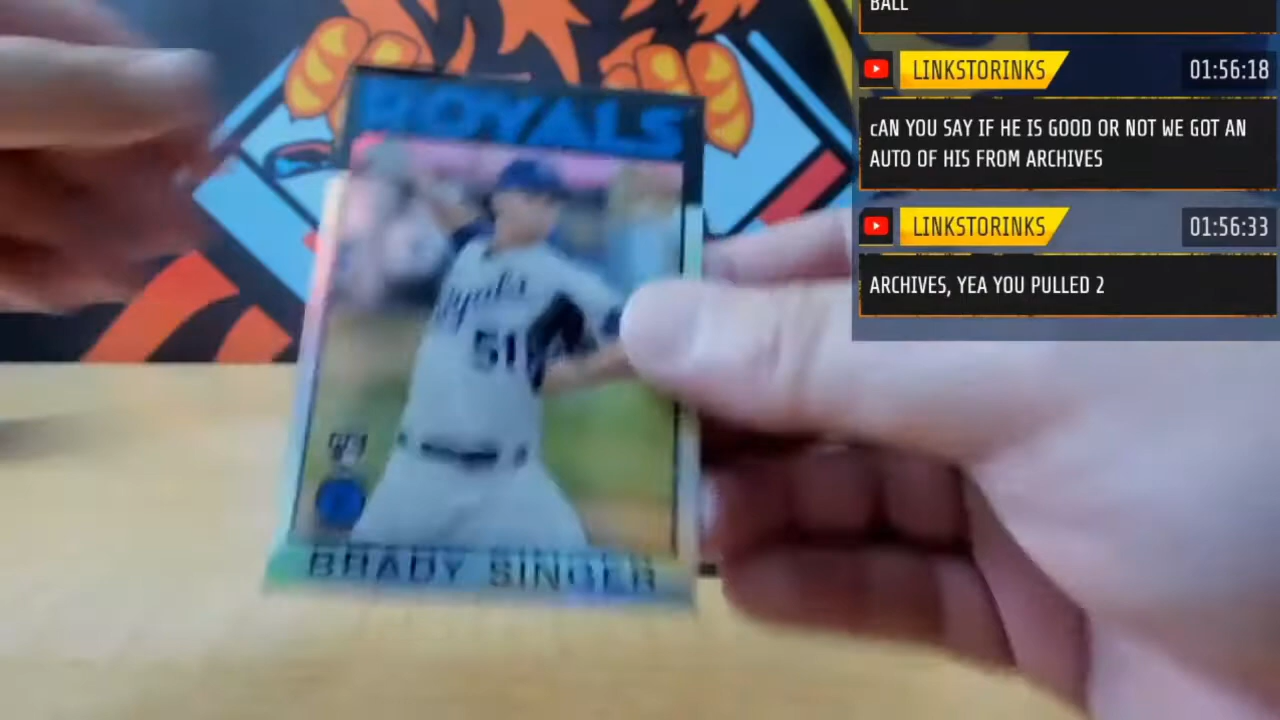 BALL
LINKSTORINKS
01:56:18
cAN YOU SAY IF HE IS GOOD OR NOT WE GOT AN
AUTO OF HIS FROM ARCHIVES
LINKSTORINKS
01:56:33
ARCHIVES, YEA YOU PULLED 2
ROYALS
Royals
51
BRADY SINGER